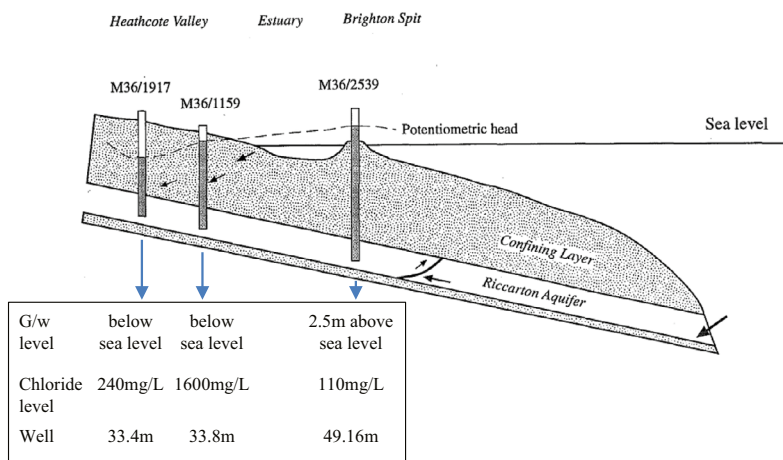 Heathcote Valley Estuary Brighton Spit
M36/1917
M36/1159
M36/2539
Potentiometric head
Sea level
Confining Layer
Riccarton Aquifer
G/w level below sea level below sea level 2.5m above sea level
Chloride level 240mg/L 1600mg/L 110mg/L
Well 33.4m 33.8m 49.16m